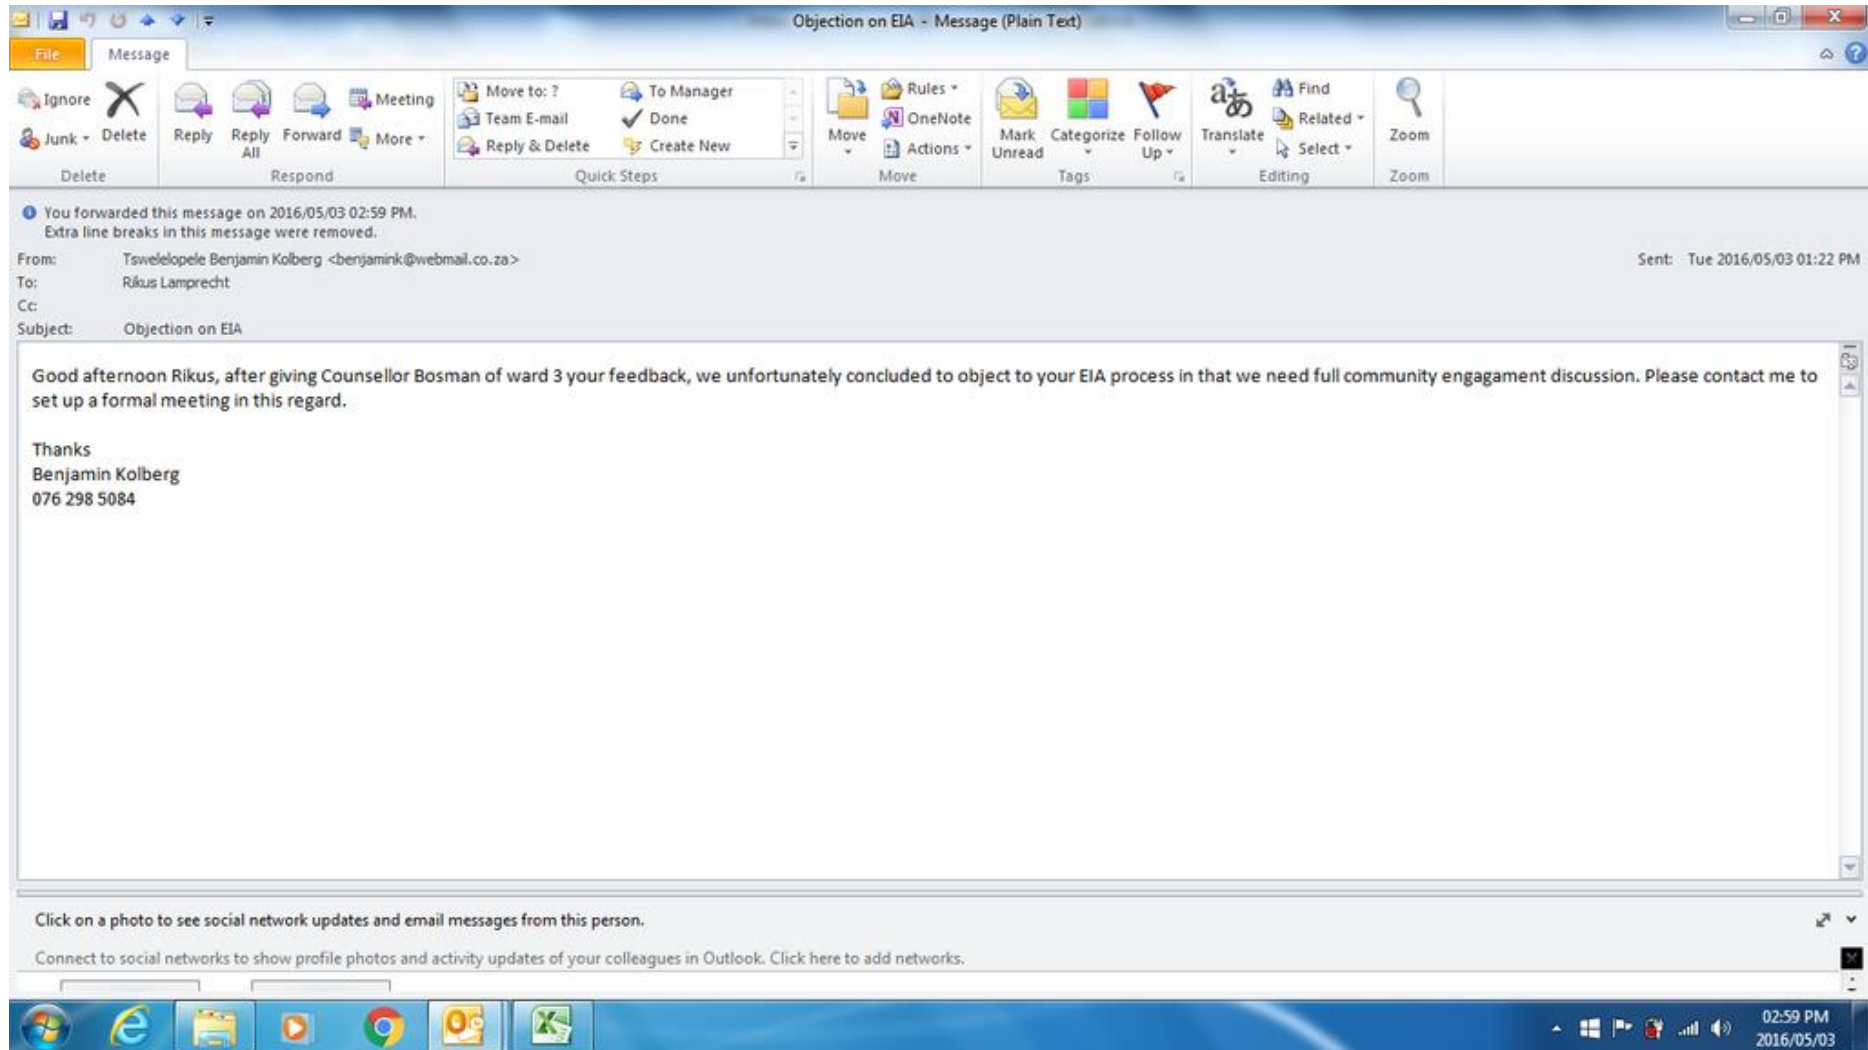 Objection on EIA - Message (Plain Text)
File Message
Ignore
Junk
Delete
Reply
Reply All
Forward
Meeting
More
Move to: ?
To Manager
Team E-mail
Done
Reply & Delete
Create New
Move
Rules
OneNote
Actions
Mark Unread
Categorize
Follow Up
Translate
Find
Related
Select
Zoom
Delete Respond Quick Steps Move Tags Editing Zoom
You forwarded this message on 2016/05/03 02:59 PM.
Extra line breaks in this message were removed.
From: Tswelelopele Benjamin Kolberg <benjamink@webmail.co.za> Sent: Tue 2016/05/03 01:22 PM
To: Rikus Lamprecht
Cc:
Subject: Objection on EIA
Good afternoon Rikus, after giving Counsellor Bosman of ward 3 your feedback, we unfortunately concluded to object to your EIA process in that we need full community engagament discussion. Please contact me to
set up a formal meeting in this regard.
Thanks
Benjamin Kolberg
076 298 5084
Click on a photo to see social network updates and email messages from this person.
Connect to social networks to show profile photos and activity updates of your colleagues in Outlook. Click here to add networks.
02:59 PM
2016/05/03